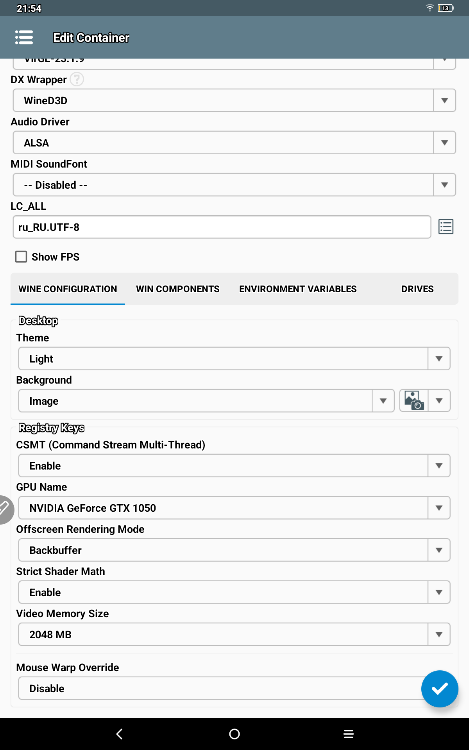 21:54
Edit Container
VirGL-23.1.9
DX Wrapper ?
WineD3D
Audio Driver
ALSA
MIDI SoundFont
-- Disabled --
LC_ALL
ru_RU.UTF-8
Show FPS
WINE CONFIGURATION WIN COMPONENTS ENVIRONMENT VARIABLES DRIVES
Desktop
Theme
Light
Background
Image
Registry Keys
CSMT (Command Stream Multi-Thread)
Enable
GPU Name
NVIDIA GeForce GTX 1050
Offscreen Rendering Mode
Backbuffer
Strict Shader Math
Enable
Video Memory Size
2048 MB
Mouse Warp Override
Disable